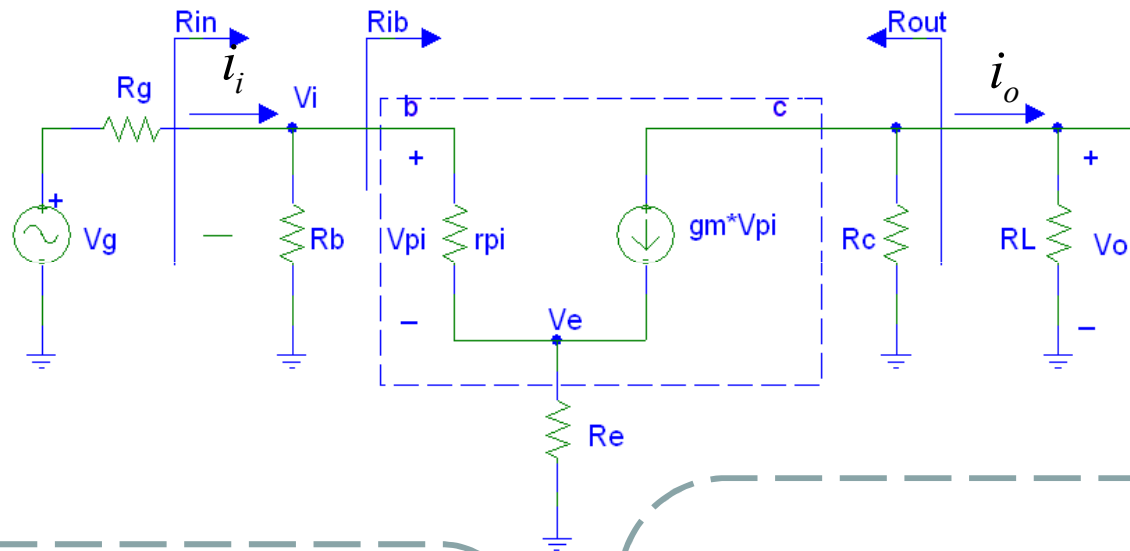 Rin
Rib
Rout
i_i
i_o
Rg
Vi
b
c
+
+
+
Vg
—
Rb
Vpi
rpi
gm*Vpi
Rc
RL
Vo
–
Ve
–
Re